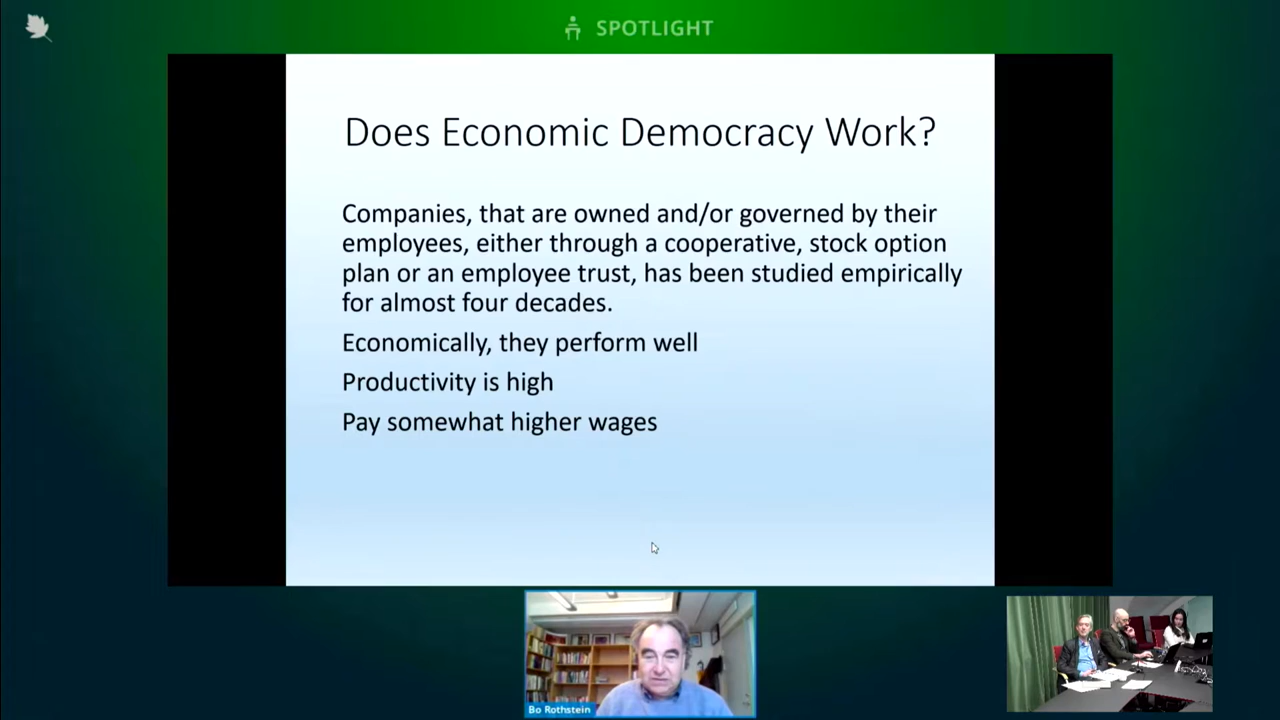 SPOTLIGHT
Does Economic Democracy Work?
Companies, that are owned and/or governed by their
employees, either through a cooperative, stock option
plan or an employee trust, has been studied empirically
for almost four decades.
Economically, they perform well
Productivity is high
Pay somewhat higher wages
Bo Rothstein